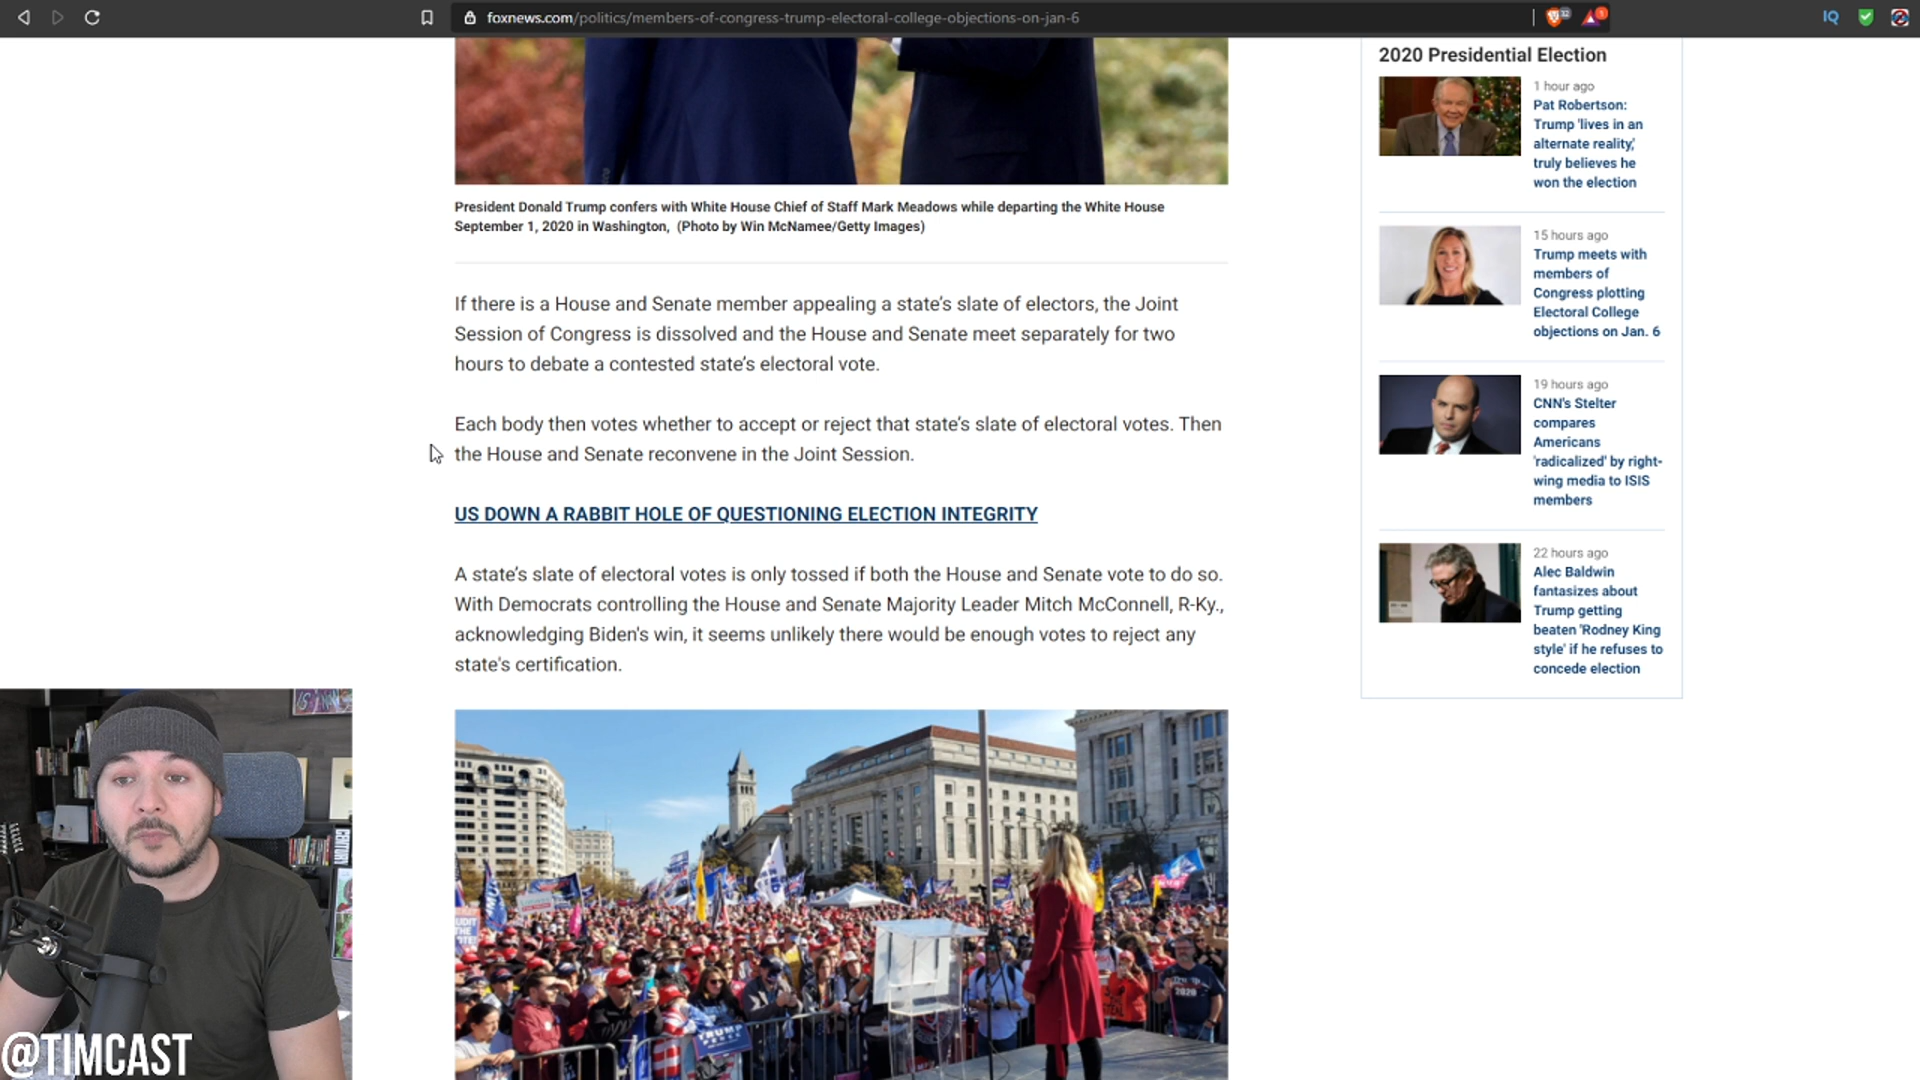 foxnews.com/politics/members-of-congress-trump-electoral-college-objections-on-jan-6
IQ
President Donald Trump confers with White House Chief of Staff Mark Meadows while departing the White House
September 1, 2020 in Washington,  (Photo by Win McNamee/Getty Images)
If there is a House and Senate member appealing a state’s slate of electors, the Joint
Session of Congress is dissolved and the House and Senate meet separately for two
hours to debate a contested state’s electoral vote.
Each body then votes whether to accept or reject that state’s slate of electoral votes. Then
the House and Senate reconvene in the Joint Session.
US DOWN A RABBIT HOLE OF QUESTIONING ELECTION INTEGRITY
A state’s slate of electoral votes is only tossed if both the House and Senate vote to do so.
With Democrats controlling the House and Senate Majority Leader Mitch McConnell, R-Ky.,
acknowledging Biden's win, it seems unlikely there would be enough votes to reject any
state's certification.
2020 Presidential Election
1 hour ago
Pat Robertson:
Trump 'lives in an
alternate reality,'
truly believes he
won the election
15 hours ago
Trump meets with
members of
Congress plotting
Electoral College
objections on Jan. 6
19 hours ago
CNN's Stelter
compares
Americans
'radicalized' by right-
wing media to ISIS
members
22 hours ago
Alec Baldwin
fantasizes about
Trump getting
beaten 'Rodney King
style' if he refuses to
concede election
TRUMP
@TIMCAST